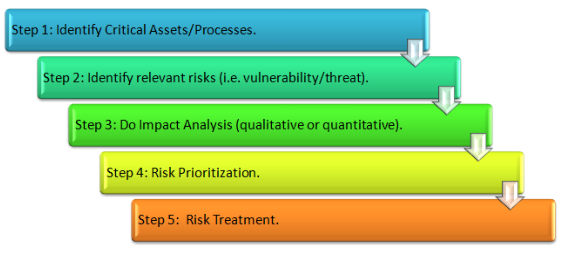 Step 1: Identify Critical Assets/Processes.
Step 2: Identify relevant risks (i.e. vulnerability/threat).
Step 3: Do Impact Analysis (qualitative or quantitative).
Step 4: Risk Prioritization.
Step 5:  Risk Treatment.